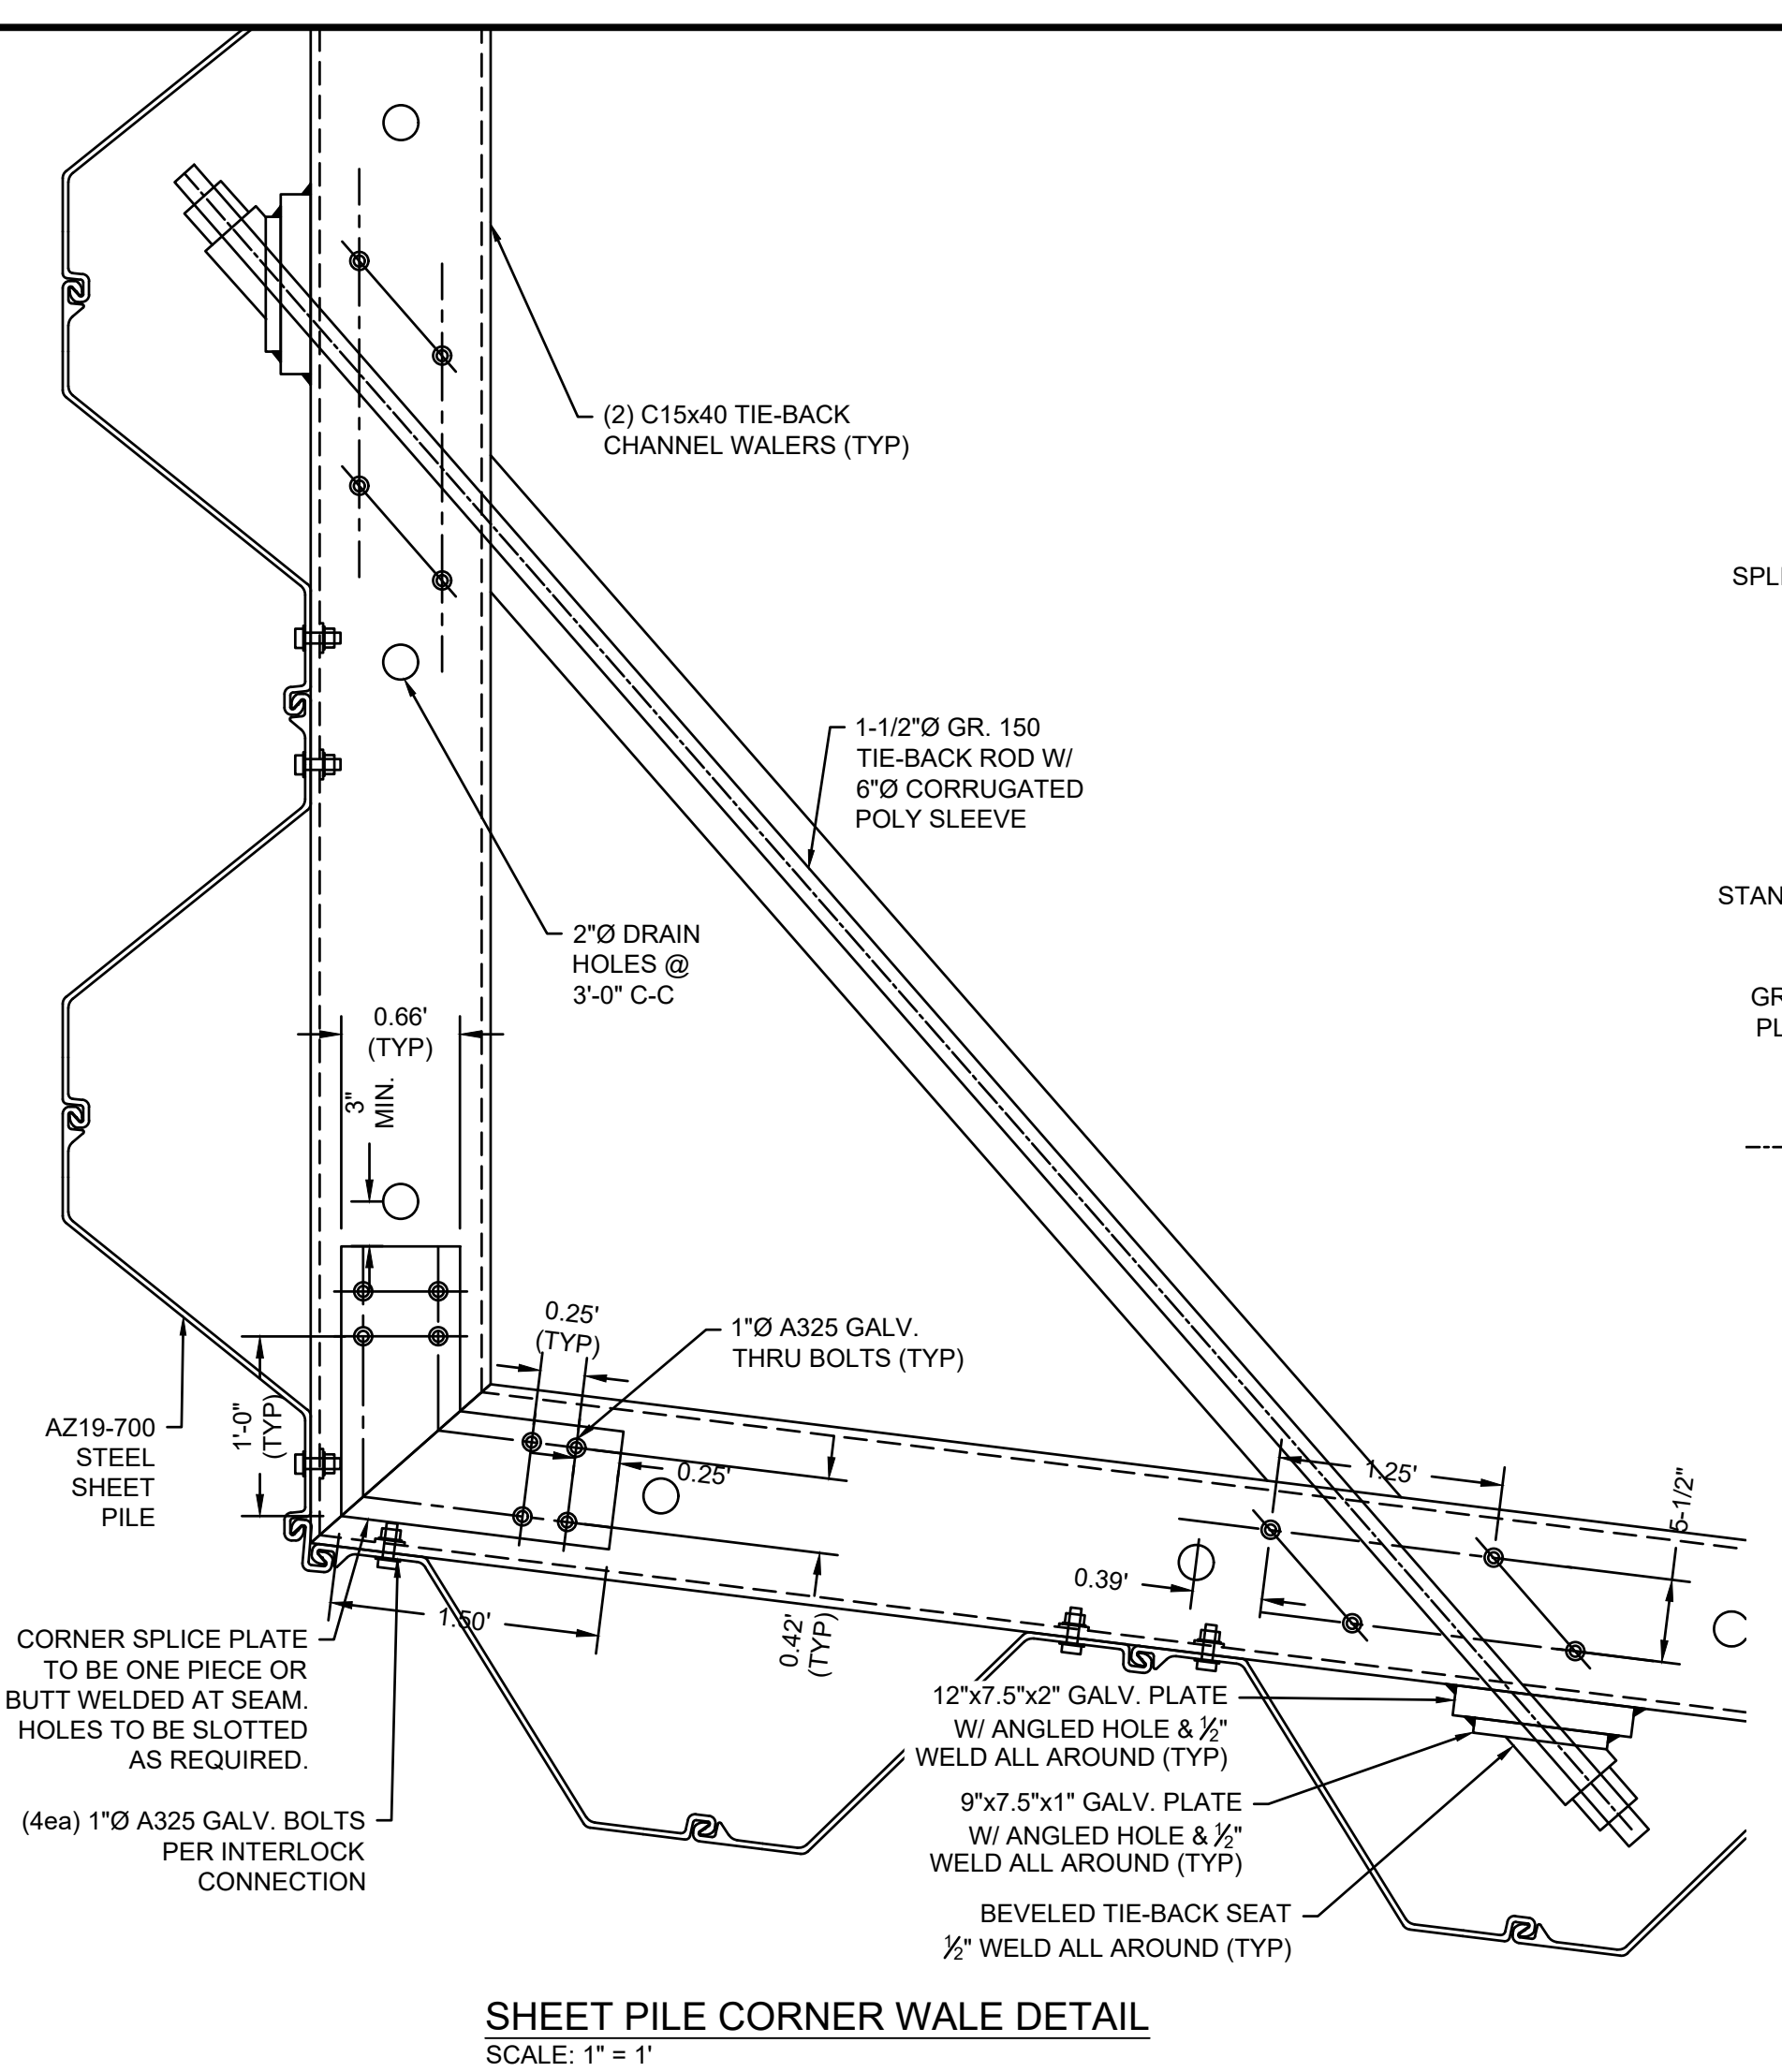 (2) C15x40 TIE-BACK
CHANNEL WALERS (TYP)
SPLI
1-1/2"Ø GR. 150
TIE-BACK ROD W/
6"Ø CORRUGATED
POLY SLEEVE
STAN
2"Ø DRAIN
HOLES @
3'-0" C-C
GR
PL
0.66'
(TYP)
3"
MIN.
0.25'
(TYP)
1"Ø A325 GALV.
THRU BOLTS (TYP)
AZ19-700
STEEL
SHEET
PILE
1'-0"
(TYP)
0.25'
1.25'
5-1/2"
0.39'
1.50'
0.42'
(TYP)
CORNER SPLICE PLATE
TO BE ONE PIECE OR
BUTT WELDED AT SEAM.
HOLES TO BE SLOTTED
AS REQUIRED.
12"x7.5"x2" GALV. PLATE
W/ ANGLED HOLE & ½"
WELD ALL AROUND (TYP)
9"x7.5"x1" GALV. PLATE
W/ ANGLED HOLE & ½"
WELD ALL AROUND (TYP)
(4ea) 1"Ø A325 GALV. BOLTS
PER INTERLOCK
CONNECTION
BEVELED TIE-BACK SEAT
½" WELD ALL AROUND (TYP)
SHEET PILE CORNER WALE DETAIL
SCALE: 1" = 1'